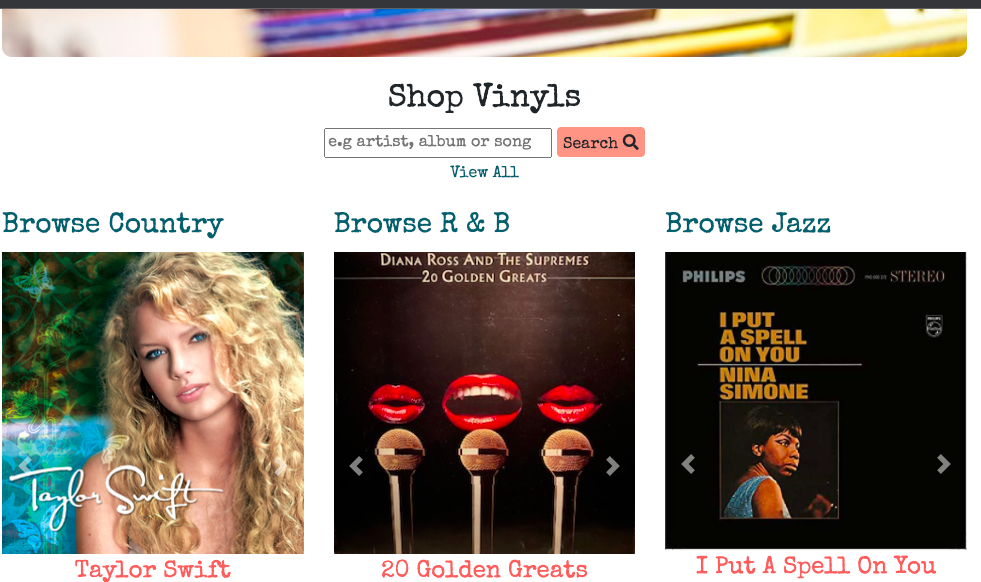 Shop Vinyls
e.g artist, album or song
Search
View All
Browse Country
Browse R & B
Browse Jazz
Taylor Swift
DIANA ROSS AND THE SUPREMES
20 GOLDEN GREATS
PHILIPS
STEREO
I PUT
A SPELL
ON YOU
NINA
SIMONE
Taylor Swift
20 Golden Greats
I Put A Spell On You